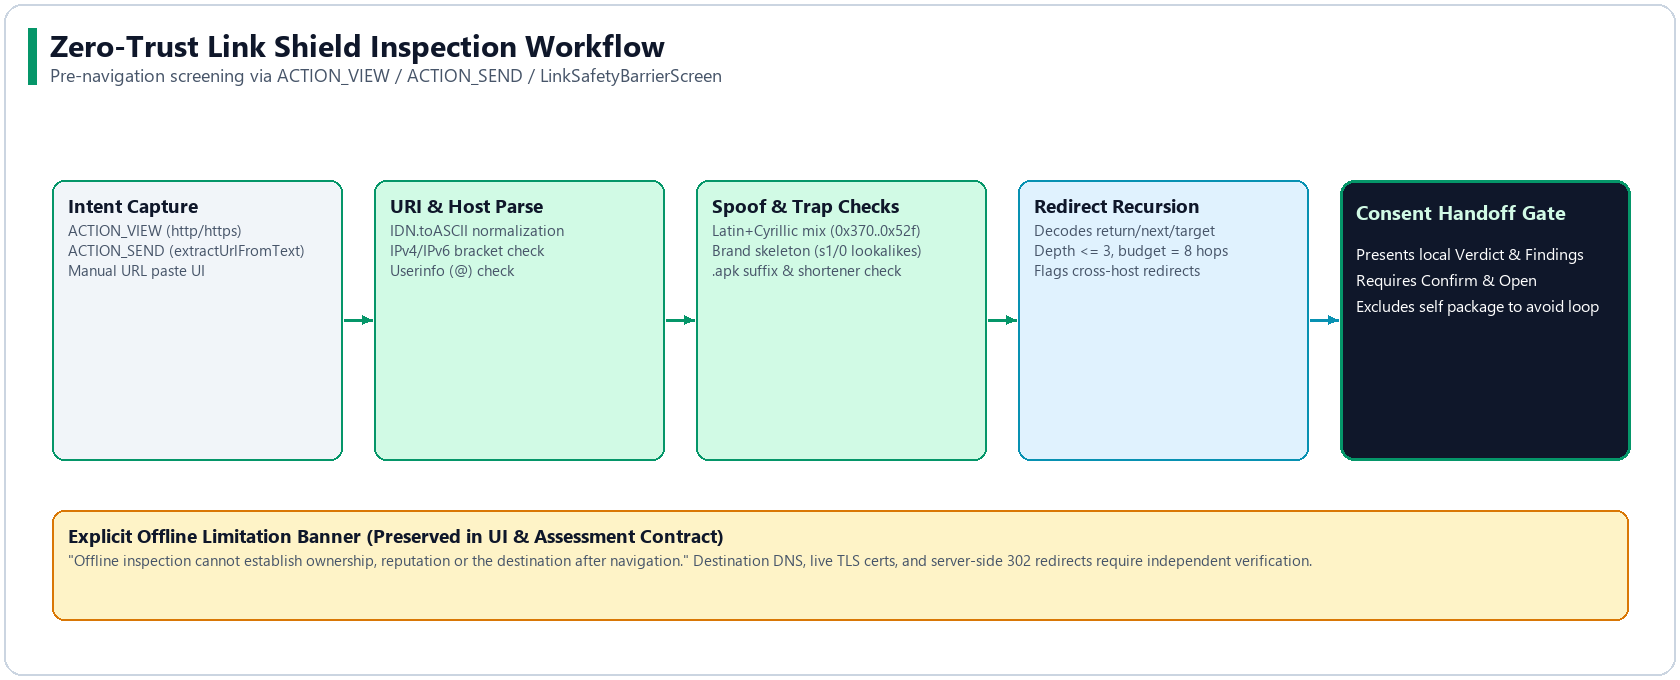 Zero-Trust Link Shield Inspection Workflow
Pre-navigation screening via ACTION_VIEW / ACTION_SEND / LinkSafetyBarrierScreen
Intent Capture
ACTION_VIEW (http/https)
ACTION_SEND (extractUrlFromText)
Manual URL paste UI
URI & Host Parse
IDN.toASCII normalization
IPv4/IPv6 bracket check
Userinfo (@) check
Spoof & Trap Checks
Latin+Cyrillic mix (0x370..0x52f)
Brand skeleton (s1/0 lookalikes)
.apk suffix & shortener check
Redirect Recursion
Decodes return/next/target
Depth <= 3, budget = 8 hops
Flags cross-host redirects
Consent Handoff Gate
Presents local Verdict & Findings
Requires Confirm & Open
Excludes self package to avoid loop
Explicit Offline Limitation Banner (Preserved in UI & Assessment Contract)
"Offline inspection cannot establish ownership, reputation or the destination after navigation." Destination DNS, live TLS certs, and server-side 302 redirects require independent verification.